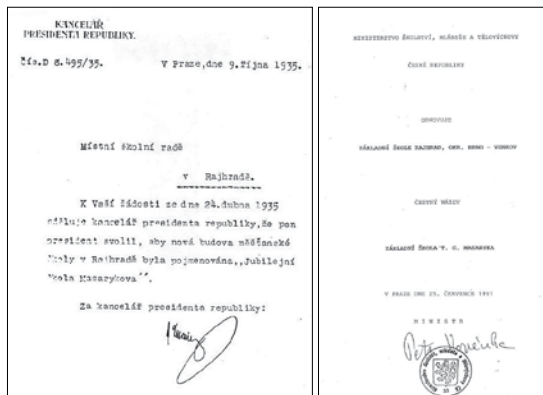 KANCELÁŘ
PRESIDENTA REPUBLIKY.
Čís.D 8.495/35. V Praze,dne 9.října 1935.
Místní školní radě
v Rajhradě.
K Vaší žádosti ze dne 24.dubna 1935
sděluje kancelář presidenta republiky,že pan
president svolil, aby nová budova měšťanské
školy v Rajhradě byla pojmenována,,Jubilejní
škola Masarykova''.
Za kancelář presidenta republiky:
MINISTERSTVO ŠKOLSTVÍ, MLÁDEŽE A TĚLOVÝCHOVY
ČESKÉ REPUBLIKY
ZÁKLADNÍ ŠKOLE RAJHRAD, OKR. BRNO - VENKOV
ČESTNÝ NÁZEV
ZÁKLADNÍ ŠKOLA T. G. MASARYKA
V PRAZE DNE 25. ČERVENCE 1991
MINISTR